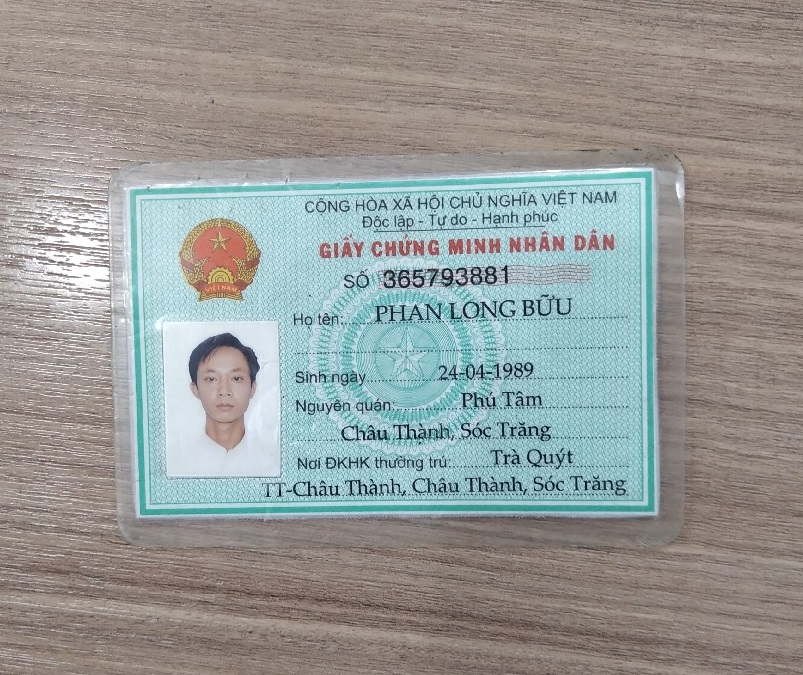 CỘNG HÒA XÃ HỘI CHỦ NGHĨA VIỆT NAM
Độc lập - Tự do - Hạnh phúc
GIẤY CHỨNG MINH NHÂN DÂN
SỐ 365793881
Họ tên: PHAN LONG BỮU
Sinh ngày 24-04-1989
Nguyên quán: Phú Tâm
Châu Thành, Sóc Trăng
Nơi ĐKHK thường trú: Trà Quýt
TT-Châu Thành, Châu Thành, Sóc Trăng
VIỆT NAM